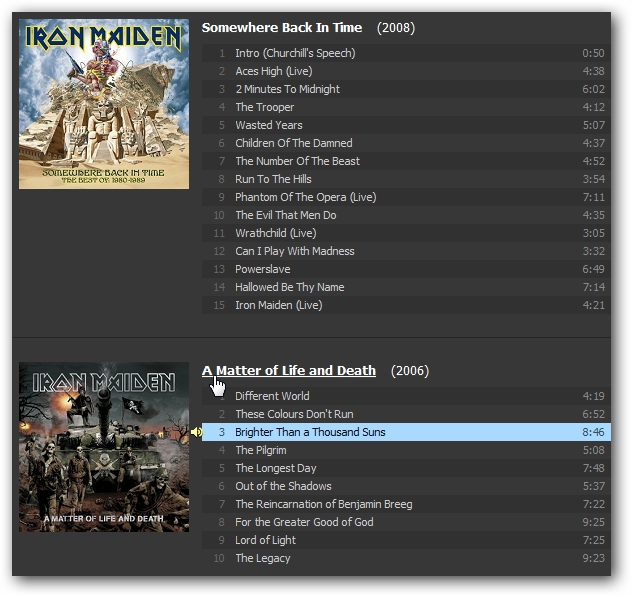 IRON MAIDEN
SOMEWHERE BACK IN TIME
THE BEST OF: 1980-1989
Somewhere Back In Time (2008)
1 Intro (Churchill's Speech) 0:50
2 Aces High (Live) 4:38
3 2 Minutes To Midnight 6:02
4 The Trooper 4:12
5 Wasted Years 5:07
6 Children Of The Damned 4:37
7 The Number Of The Beast 4:52
8 Run To The Hills 3:54
9 Phantom Of The Opera (Live) 7:11
10 The Evil That Men Do 4:35
11 Wrathchild (Live) 3:05
12 Can I Play With Madness 3:32
13 Powerslave 6:49
14 Hallowed Be Thy Name 7:14
15 Iron Maiden (Live) 4:21
IRON MAIDEN
A MATTER OF LIFE AND DEATH
A Matter of Life and Death (2006)
1 Different World 4:19
2 These Colours Don't Run 6:52
3 Brighter Than a Thousand Suns 8:46
4 The Pilgrim 5:08
5 The Longest Day 7:48
6 Out of the Shadows 5:37
7 The Reincarnation of Benjamin Breeg 7:22
8 For the Greater Good of God 9:25
9 Lord of Light 7:25
10 The Legacy 9:23